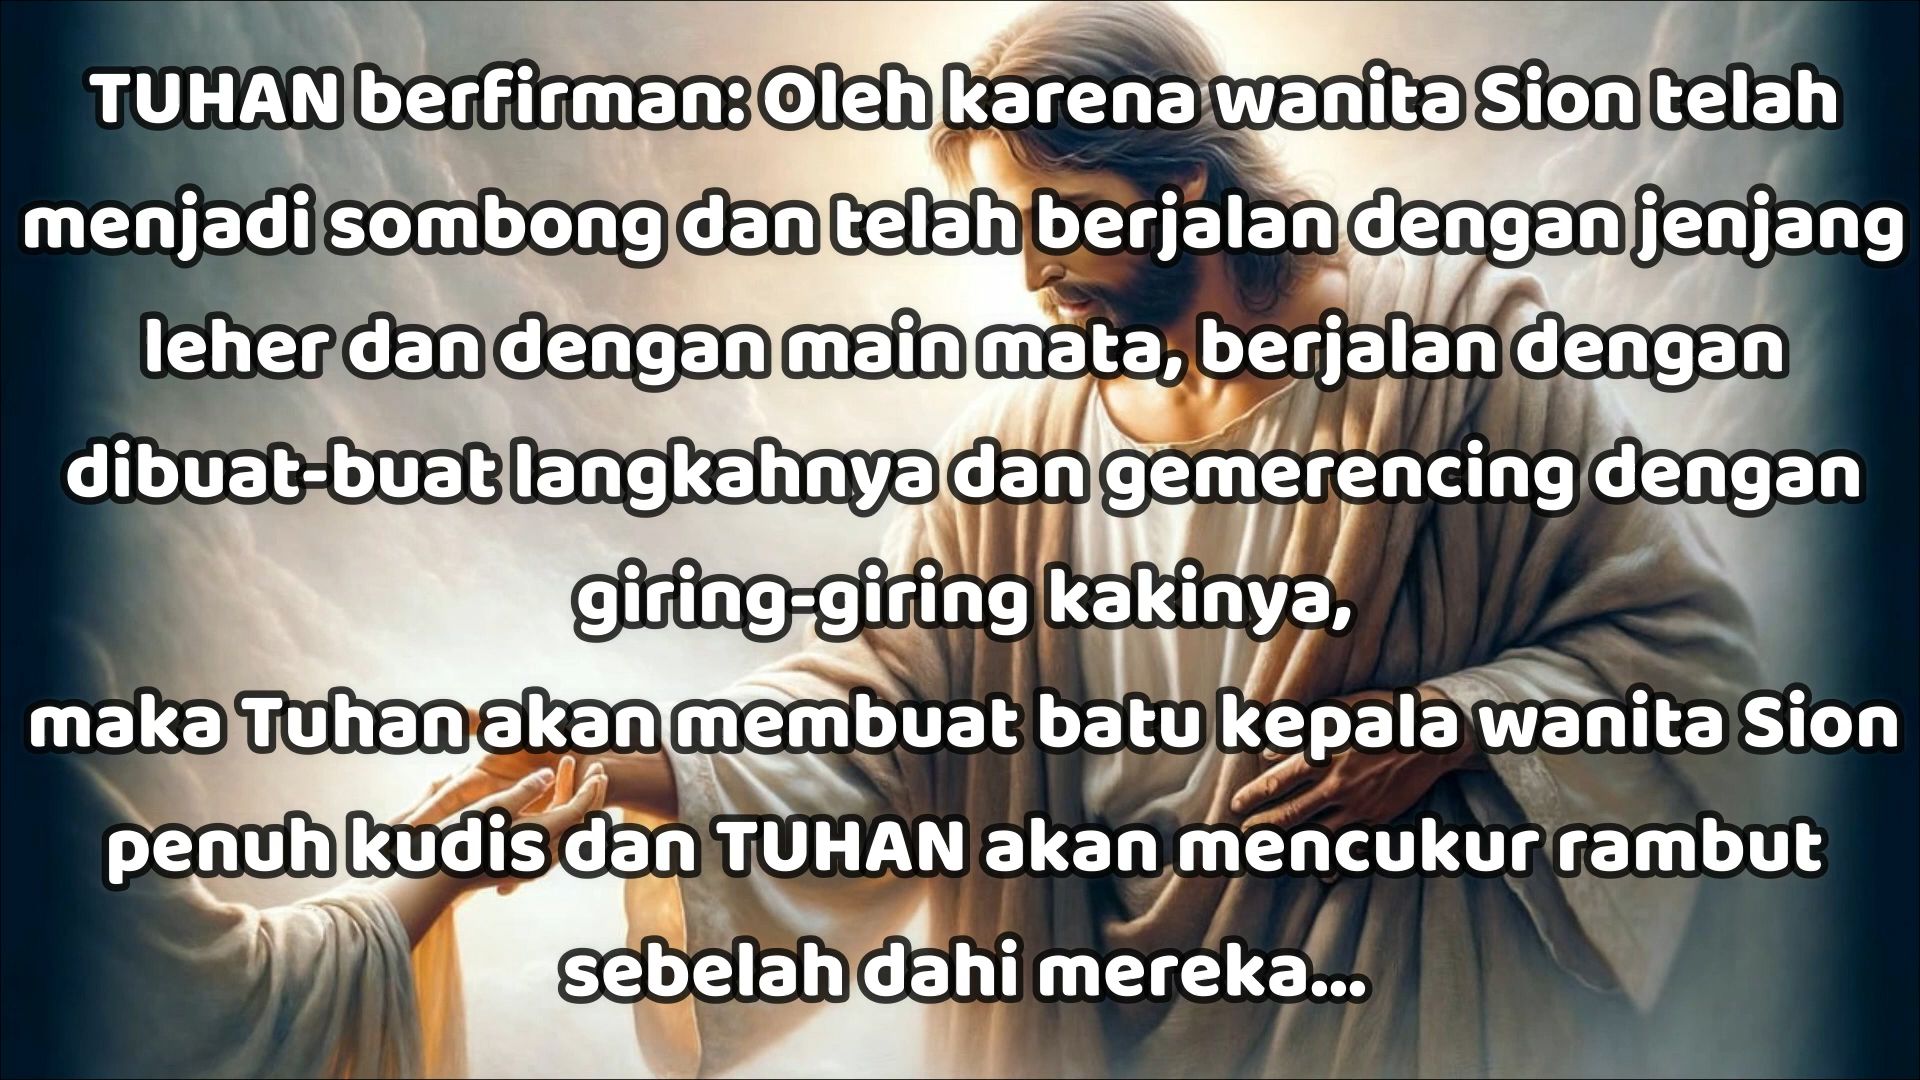 TUHAN berfirman: Oleh karena wanita Sion telah
menjadi sombong dan telah berjalan dengan jenjang
leher dan dengan main mata, berjalan dengan
dibuat-buat langkahnya dan gemerencing dengan
giring-giring kakinya,
maka Tuhan akan membuat batu kepala wanita Sion
penuh kudis dan TUHAN akan mencukur rambut
sebelah dahi mereka...